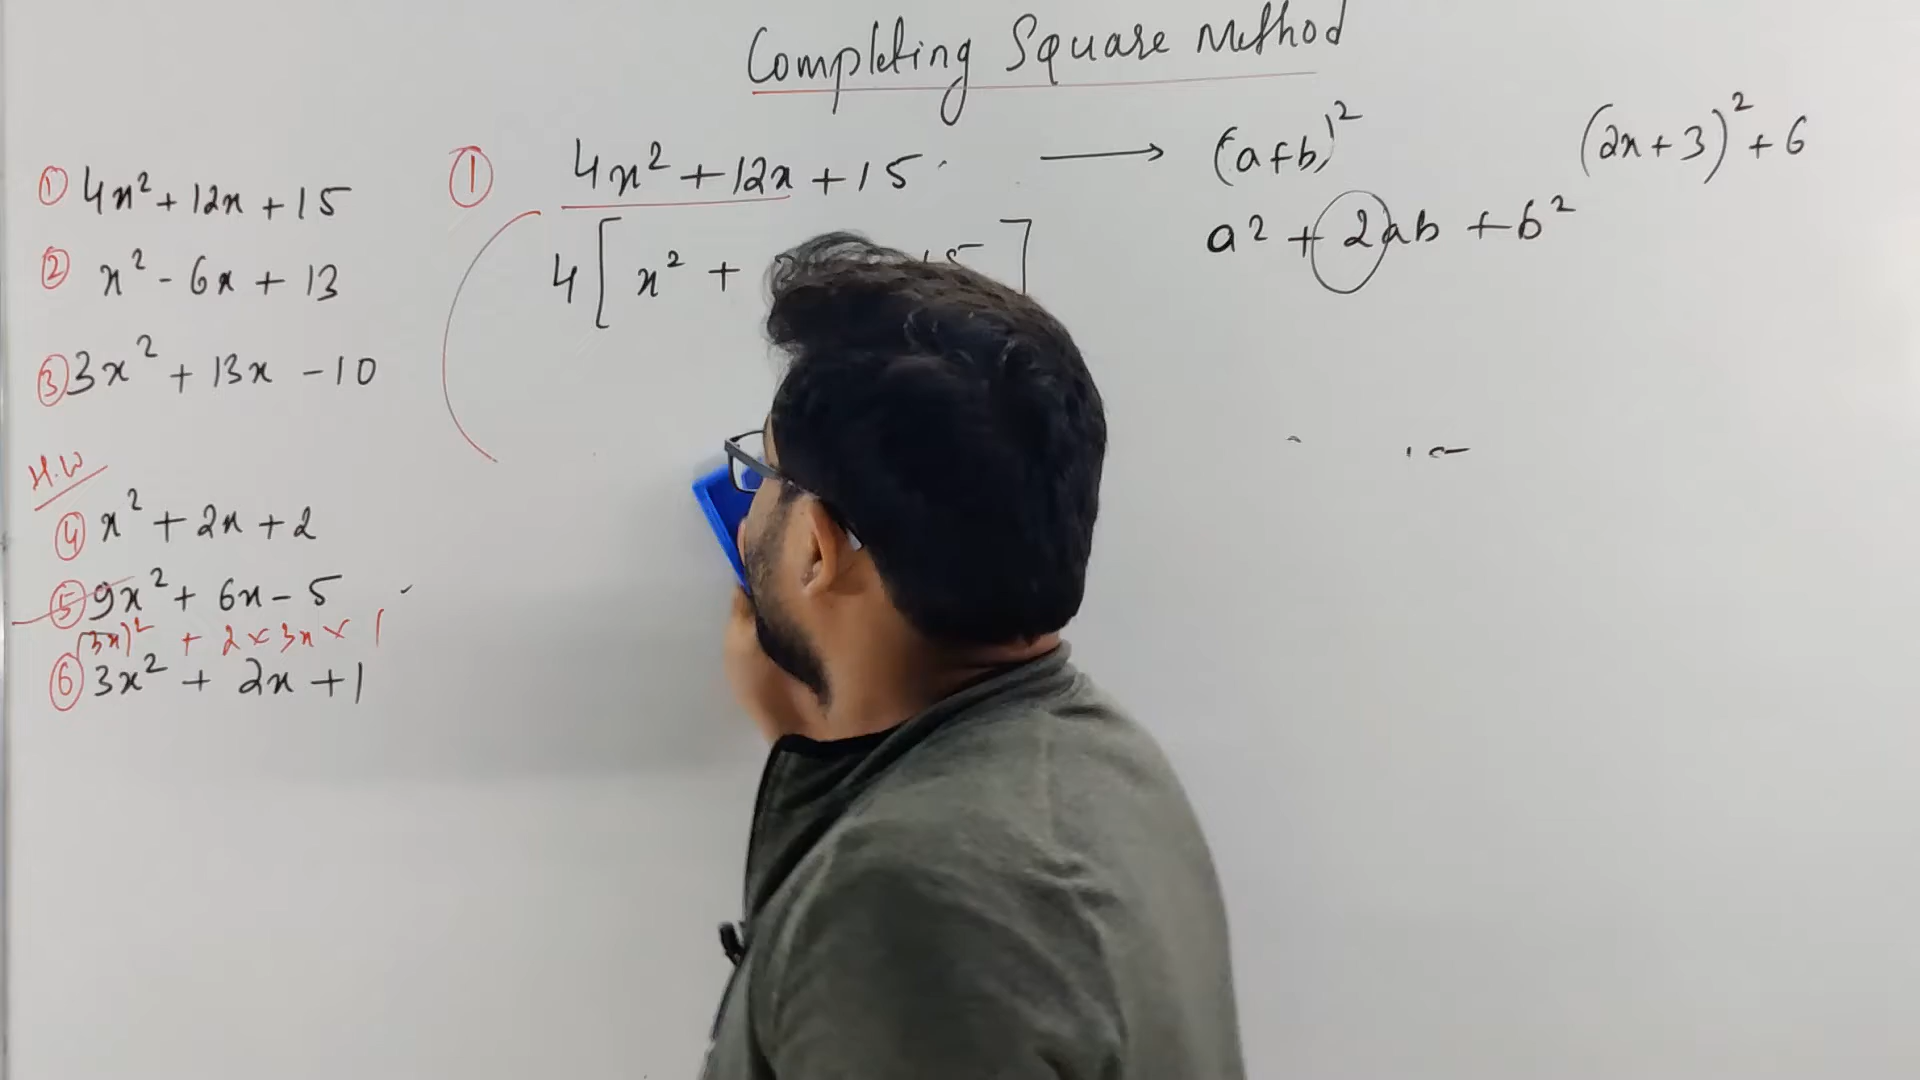 Completing Square Method
① 4x² + 12x + 15
② x² - 6x + 13
③ 3x² + 13x - 10
H.W
④ x² + 2x + 2
⑤ 9x² + 6x - 5
(3x)² + 2 × 3x × 1
⑥ 3x² + 2x + 1
① 4x² + 12x + 15 → (a+b)²
4[ x² + ]
a² + 2ab + b²
(2x+3)² + 6